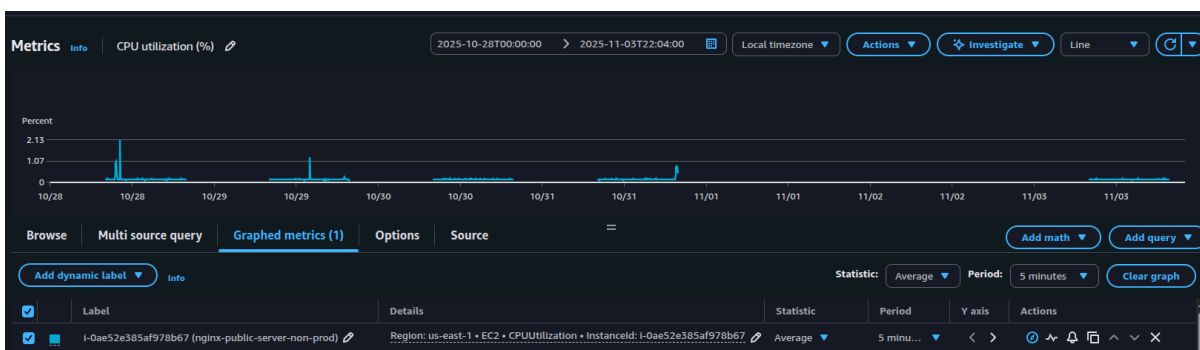 Metrics Info CPU utilization (%) 2025-10-28T00:00:00 > 2025-11-03T22:04:00 Local timezone Actions Investigate Line
Percent
2.13
1.07
0
10/28 10/28 10/29 10/29 10/30 10/30 10/31 10/31 11/01 11/01 11/02 11/02 11/03 11/03
Browse Multi source query Graphed metrics (1) Options Source Add math Add query
Add dynamic label Info Statistic: Average Period: 5 minutes Clear graph
Label Details Statistic Period Y axis Actions
i-0ae52e385af978b67 (nginx-public-server-non-prod) Region: us-east-1 • EC2 • CPUUtilization • InstanceId: i-0ae52e385af978b67 Average 5 minu...